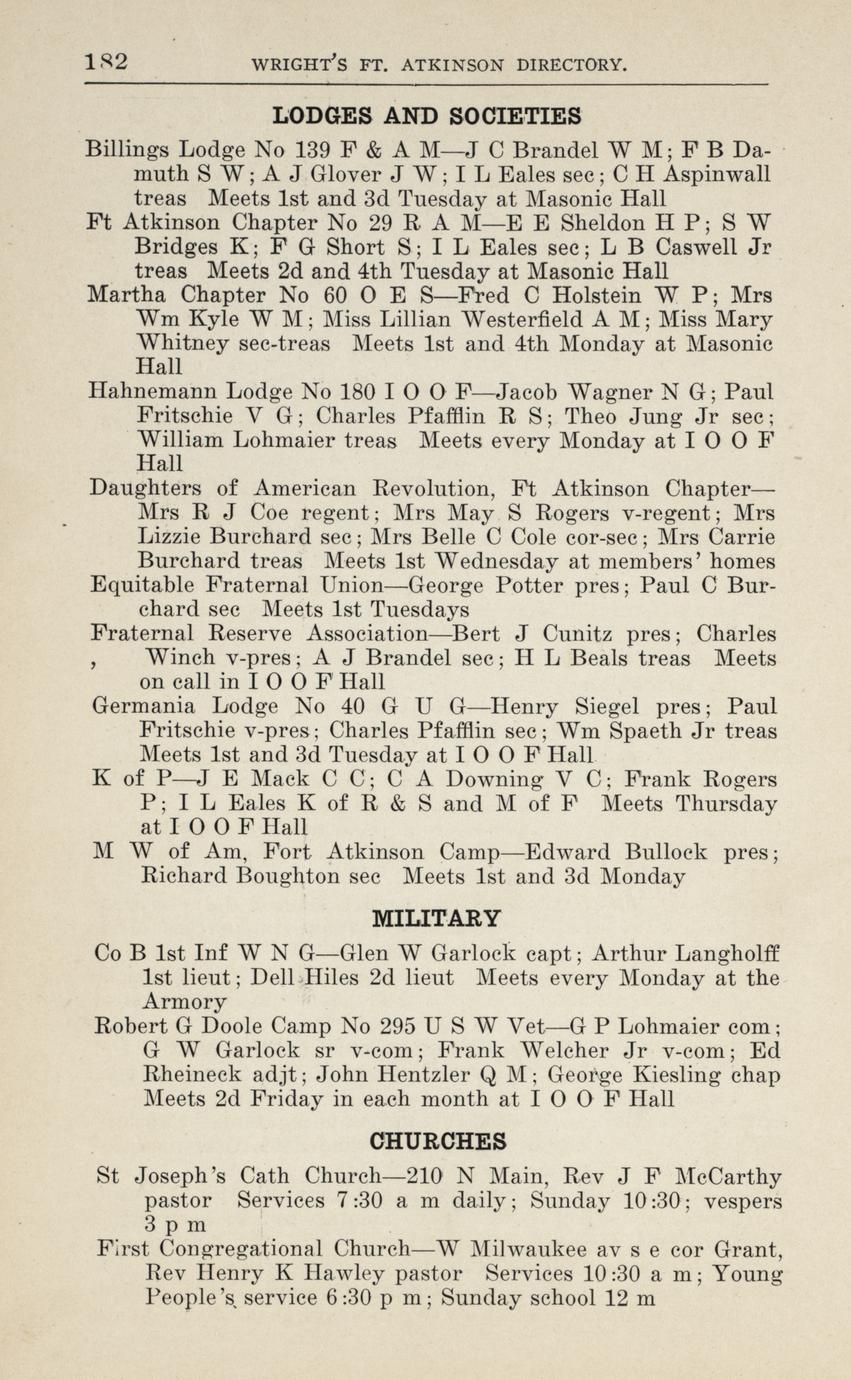 182 WRIGHT'S FT. ATKINSON DIRECTORY.
LODGES AND SOCIETIES
Billings Lodge No 139 F & A M—J C Brandel W M; F B Da-
muth S W; A J Glover J W; I L Eales sec; C H Aspinwall
treas Meets 1st and 3d Tuesday at Masonic Hall
Ft Atkinson Chapter No 29 R A M—E E Sheldon H P; S W
Bridges K; F G Short S; I L Eales sec; L B Caswell Jr
treas Meets 2d and 4th Tuesday at Masonic Hall
Martha Chapter No 60 O E S—Fred C Holstein W P; Mrs
Wm Kyle W M; Miss Lillian Westerfield A M; Miss Mary
Whitney sec-treas Meets 1st and 4th Monday at Masonic
Hall
Hahnemann Lodge No 180 I O O F—Jacob Wagner N G; Paul
Fritschie V G; Charles Pfafflin R S; Theo Jung Jr sec;
William Lohmaier treas Meets every Monday at I O O F
Hall
Daughters of American Revolution, Ft Atkinson Chapter—
Mrs R J Coe regent; Mrs May S Rogers v-regent; Mrs
Lizzie Burchard sec; Mrs Belle C Cole cor-sec; Mrs Carrie
Burchard treas Meets 1st Wednesday at members' homes
Equitable Fraternal Union—George Potter pres; Paul C Bur-
chard sec Meets 1st Tuesdays
Fraternal Reserve Association—Bert J Cunitz pres; Charles
, Winch v-pres; A J Brandel sec; H L Beals treas Meets
on call in I O O F Hall
Germania Lodge No 40 G U G—Henry Siegel pres; Paul
Fritschie v-pres; Charles Pfafflin sec; Wm Spaeth Jr treas
Meets 1st and 3d Tuesday at I O O F Hall
K of P—J E Mack C C; C A Downing V C; Frank Rogers
P; I L Eales K of R & S and M of F Meets Thursday
at I O O F Hall
M W of Am, Fort Atkinson Camp—Edward Bullock pres;
Richard Boughton sec Meets 1st and 3d Monday
MILITARY
Co B 1st Inf W N G—Glen W Garlock capt; Arthur Langholff
1st lieut; Dell Hiles 2d lieut Meets every Monday at the
Armory
Robert G Doole Camp No 295 U S W Vet—G P Lohmaier com;
G W Garlock sr v-com; Frank Welcher Jr v-com; Ed
Rheineck adjt; John Hentzler Q M; George Kiesling chap
Meets 2d Friday in each month at I O O F Hall
CHURCHES
St Joseph's Cath Church—210 N Main, Rev J F McCarthy
pastor Services 7:30 a m daily; Sunday 10:30; vespers
3 p m
First Congregational Church—W Milwaukee av s e cor Grant,
Rev Henry K Hawley pastor Services 10:30 a m; Young
People's service 6:30 p m; Sunday school 12 m